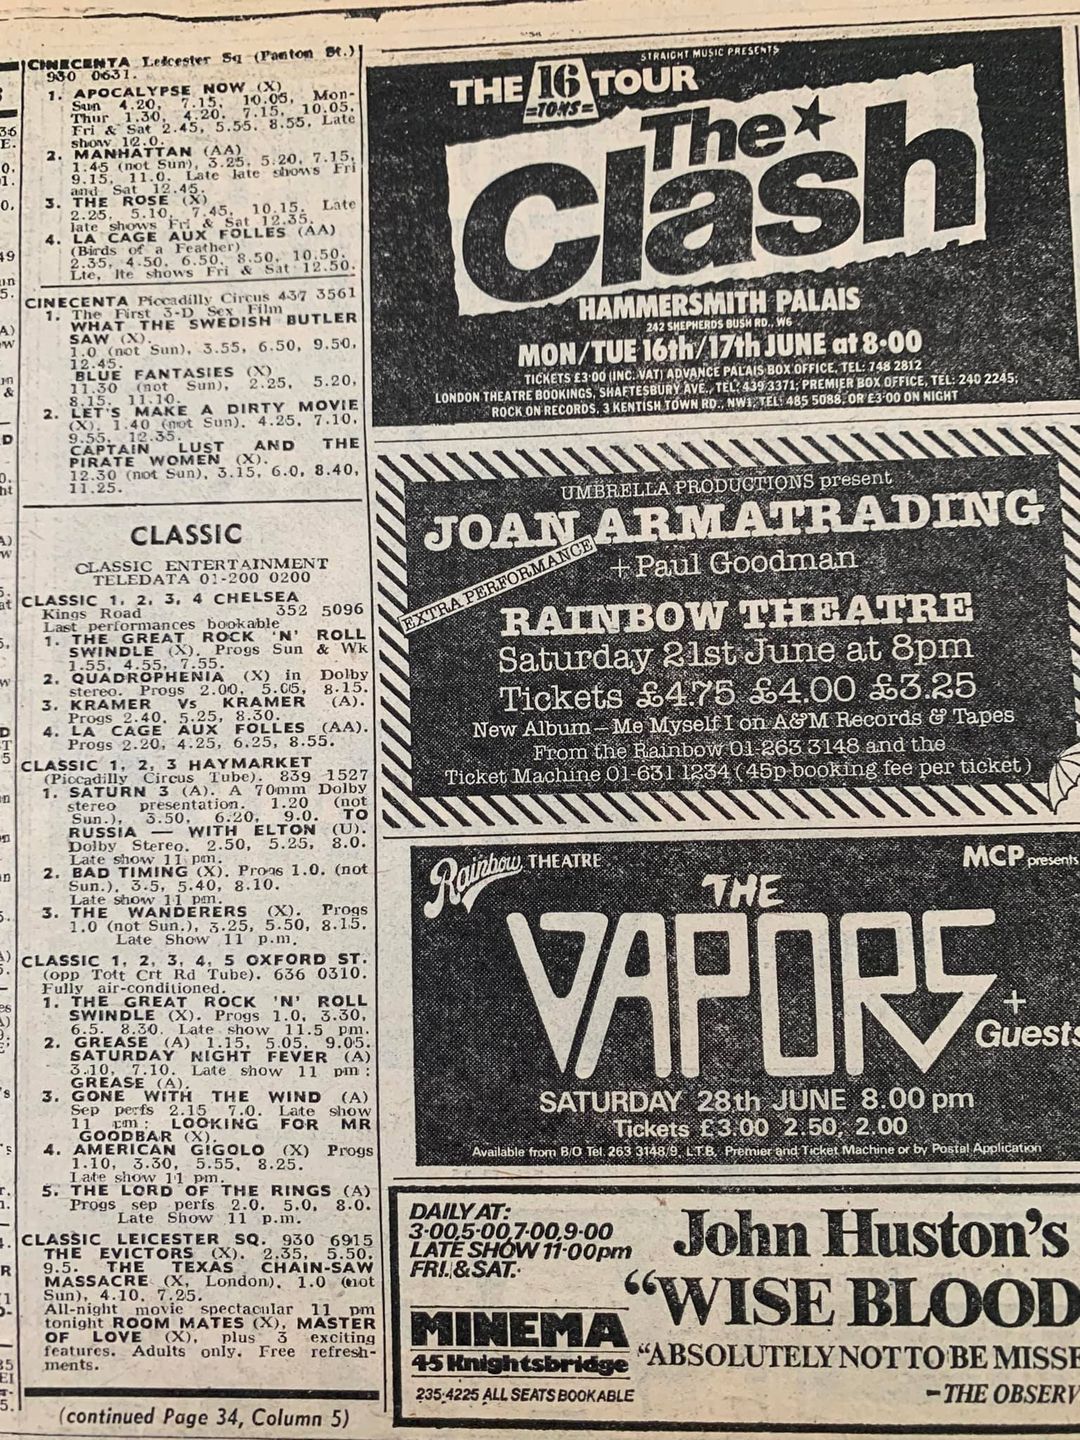 CINECENTA Leicester Sq (Panton St.)
930 0631.
1. APOCALYPSE NOW (X)
Sun 4.20, 7.15, 10.05, Mon-
Thur 1.30, 4.20, 7.15, 10.05,
Fri & Sat 2.45, 5.55, 8.55, Late
show 12.0.
2. MANHATTAN (AA)
1.45 (not Sun), 3.25, 5.20, 7.15,
9.15, 11.0. Late late shows Fri
and Sat 12.45.
3. THE ROSE (X)
2.25, 5.10, 7.45, 10.15. Late
late shows Fri & Sat 12.35.
4. LA CAGE AUX FOLLES (AA)
(Birds of a Feather)
2.35, 4.50, 6.50, 8.50, 10.50.
Lte, lte shows Fri & Sat 12.50.
CINECENTA Piccadilly Circus 437 3561
1. The First 3-D Sex Film
WHAT THE SWEDISH BUTLER
SAW (X).
1.0 (not Sun), 3.55, 6.50, 9.50,
12.45.
BLUE FANTASIES (X)
11.30 (not Sun), 2.25, 5.20,
8.15, 11.10.
2. LET'S MAKE A DIRTY MOVIE
(X). 1.40 (not Sun). 4.25, 7.10,
9.55, 12.35.
CAPTAIN LUST AND THE
PIRATE WOMEN (X).
12.30 (not Sun), 3.15, 6.0, 8.40,
11.25.
CLASSIC
CLASSIC ENTERTAINMENT
TELEDATA 01-200 0200
CLASSIC 1, 2, 3, 4 CHELSEA
Kings Road 352 5096
Last performances bookable
1. THE GREAT ROCK 'N' ROLL
SWINDLE (X). Progs Sun & Wk
1.55, 4.55, 7.55.
2. QUADROPHENIA (X) in Dolby
stereo. Progs 2.00, 5.05, 8.15.
3. KRAMER Vs KRAMER (A).
Progs 2.40, 5.25, 8.30.
4. LA CAGE AUX FOLLES (AA).
Progs 2.20, 4.25, 6.25, 8.55.
CLASSIC 1, 2, 3 HAYMARKET
(Piccadilly Circus Tube). 839 1527
1. SATURN 3 (A). A 70mm Dolby
stereo presentation. 1.20 (not
Sun.), 3.50, 6.20, 9.0. TO
RUSSIA — WITH ELTON (U).
Dolby Stereo. 2.50, 5.25, 8.0.
Late show 11 pm.
2. BAD TIMING (X). Progs 1.0, (not
Sun.), 3.5, 5.40, 8.10.
Late show 11 pm.
3. THE WANDERERS (X). Progs
1.0 (not Sun.), 3.25, 5.50, 8.15.
Late Show 11 p.m.
CLASSIC 1, 2, 3, 4, 5 OXFORD ST.
(opp Tott Crt Rd Tube). 636 0310.
Fully air-conditioned.
1. THE GREAT ROCK 'N' ROLL
SWINDLE (X). Progs 1.0, 3.30,
6.5. 8.30. Late show 11.5 pm.
2. GREASE (A) 1.15, 5.05, 9.05.
SATURDAY NIGHT FEVER (A)
3.10, 7.10. Late show 11 pm:
GREASE (A).
3. GONE WITH THE WIND (A)
Sep perfs 2.15 7.0. Late show
11 pm: LOOKING FOR MR
GOODBAR (X).
4. AMERICAN GIGOLO (X) Progs
1.10, 3.30, 5.55, 8.25.
Late show 11 pm.
5. THE LORD OF THE RINGS (A)
Progs sep perfs 2.0, 5.0, 8.0.
Late Show 11 p.m.
CLASSIC LEICESTER SQ. 930 6915
THE EVICTORS (X). 2.35, 5.50,
9.5. THE TEXAS CHAIN-SAW
MASSACRE (X, London). 1.0 (not
Sun), 4.10, 7.25.
All-night movie spectacular 11 pm
tonight ROOM MATES (X), MASTER
OF LOVE (X), plus 3 exciting
features. Adults only. Free refresh-
ments.
(continued Page 34, Column 5)
STRAIGHT MUSIC PRESENTS
THE 16 TONS TOUR
The
Clash
HAMMERSMITH PALAIS
242 SHEPHERDS BUSH RD., W6
MON/TUE 16th/17th JUNE at 8·00
TICKETS £3·00 (INC. VAT) ADVANCE PALAIS BOX OFFICE, TEL: 748 2812
LONDON THEATRE BOOKINGS, SHAFTESBURY AVE., TEL: 439 3371; PREMIER BOX OFFICE, TEL: 240 2245;
ROCK ON RECORDS, 3 KENTISH TOWN RD., NW1, TEL: 485 5088, OR £3·00 ON NIGHT
UMBRELLA PRODUCTIONS present
JOAN ARMATRADING
+ Paul Goodman
EXTRA PERFORMANCE
RAINBOW THEATRE
Saturday 21st June at 8pm
Tickets £4.75 £4.00 £3.25
New Album – Me Myself I on A&M Records & Tapes
From the Rainbow 01-263 3148 and the
Ticket Machine 01-631 1234 (45p booking fee per ticket)
Rainbow THEATRE
MCP presents
THE
VAPORS
+
Guests
SATURDAY 28th JUNE 8.00 pm
Tickets £3.00 2.50, 2.00
Available from B/O Tel. 263 3148/9, L.T.B, Premier and Ticket Machine or by Postal Application
DAILY AT:
3·00, 5·00, 7·00, 9·00
LATE SHOW 11·00pm
FRI. & SAT.
MINEMA
45 Knightsbridge
235·4225 ALL SEATS BOOKABLE
John Huston's
"WISE BLOOD
"ABSOLUTELY NOT TO BE MISSE
– THE OBSERV